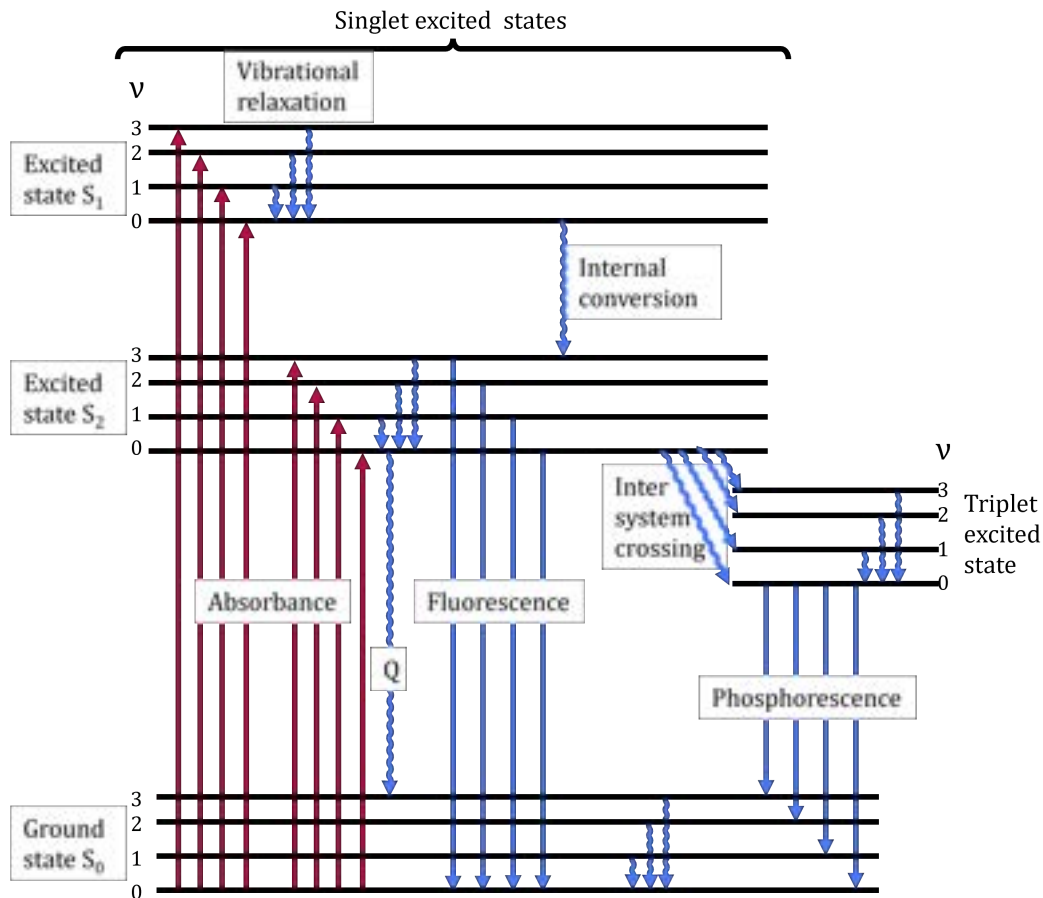 Singlet excited states
Vibrational
relaxation
ν
3
2
1
0
Excited
state S₁
Internal
conversion
3
2
1
0
Excited
state S₂
ν
Inter
system
crossing
3
2
1
0
Triplet
excited
state
Absorbance
Fluorescence
Q
Phosphorescence
3
2
1
0
Ground
state S₀